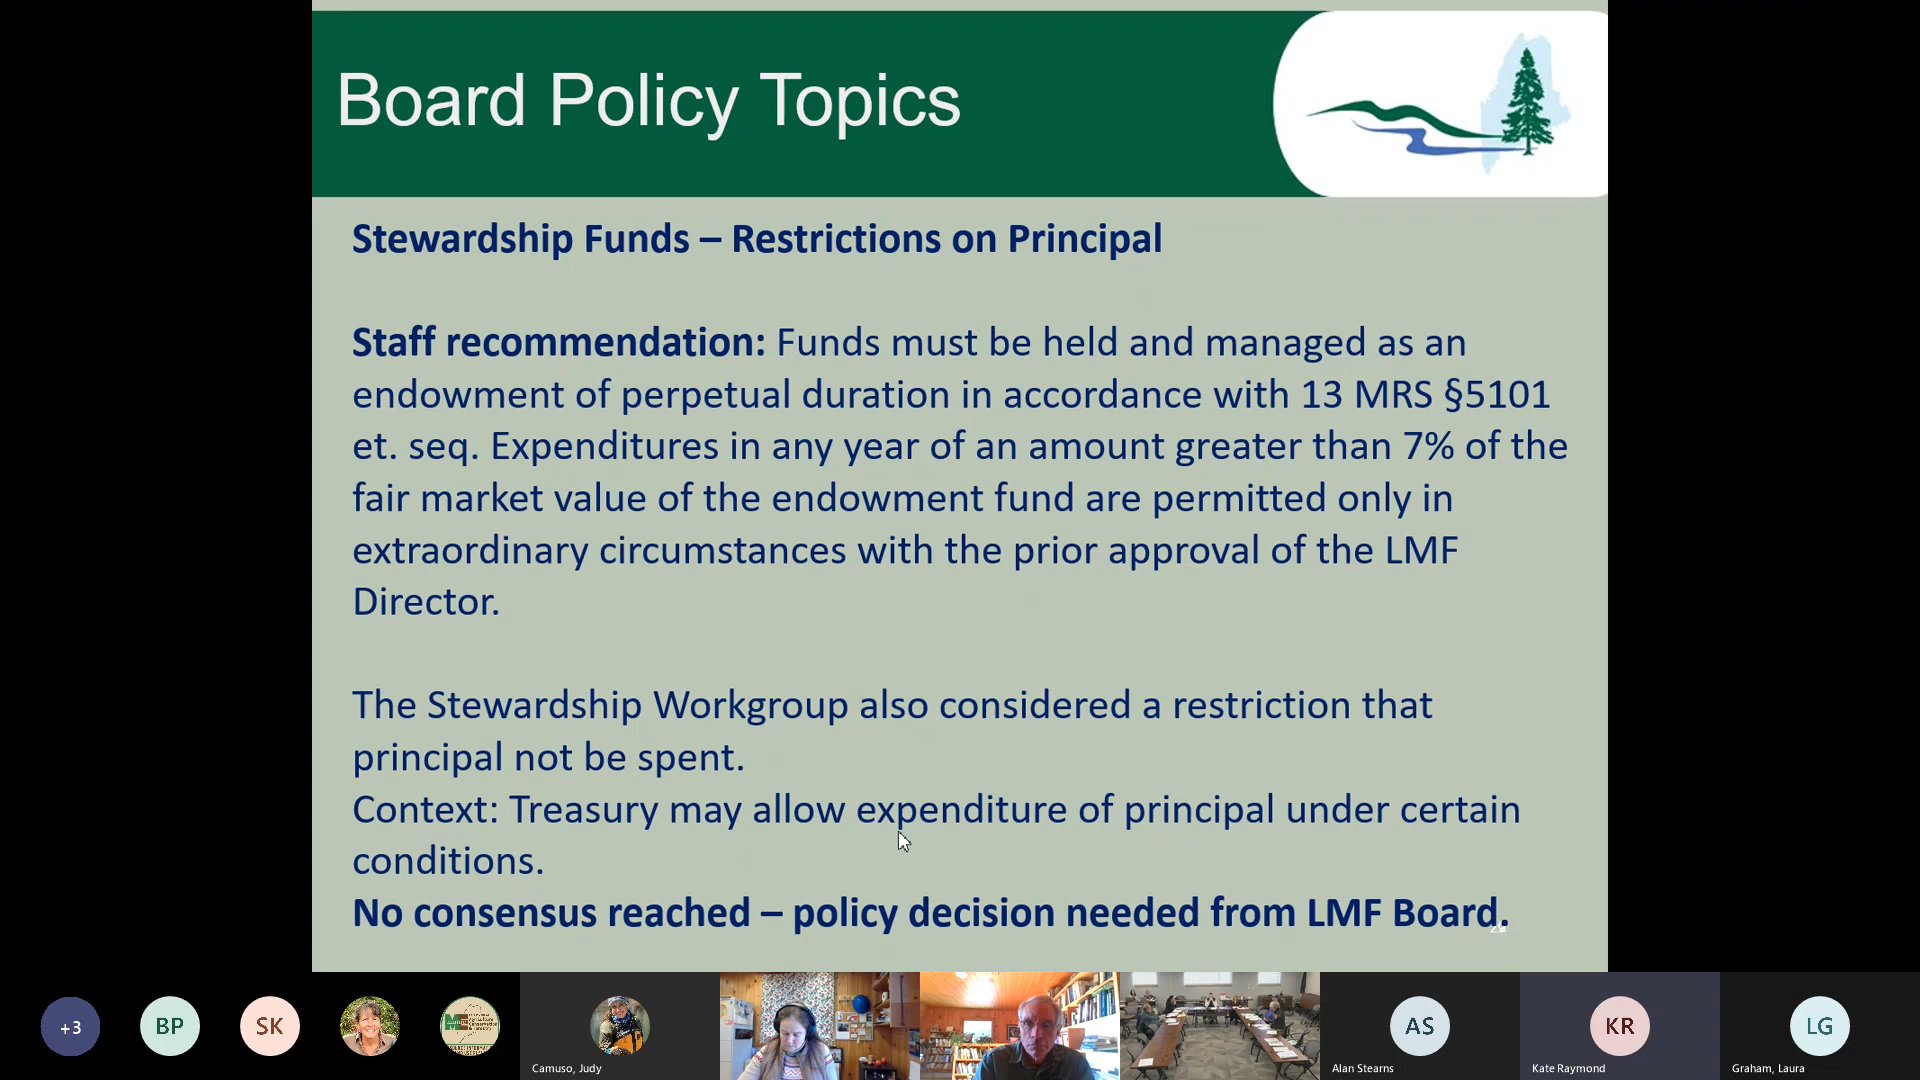 Board Policy Topics
Stewardship Funds – Restrictions on Principal
Staff recommendation: Funds must be held and managed as an
endowment of perpetual duration in accordance with 13 MRS §5101
et. seq. Expenditures in any year of an amount greater than 7% of the
fair market value of the endowment fund are permitted only in
extraordinary circumstances with the prior approval of the LMF
Director.
The Stewardship Workgroup also considered a restriction that
principal not be spent.
Context: Treasury may allow expenditure of principal under certain
conditions.
No consensus reached – policy decision needed from LMF Board.
+3
BP
SK
Camuso, Judy
AS
Alan Stearns
KR
Kate Raymond
LG
Graham, Laura